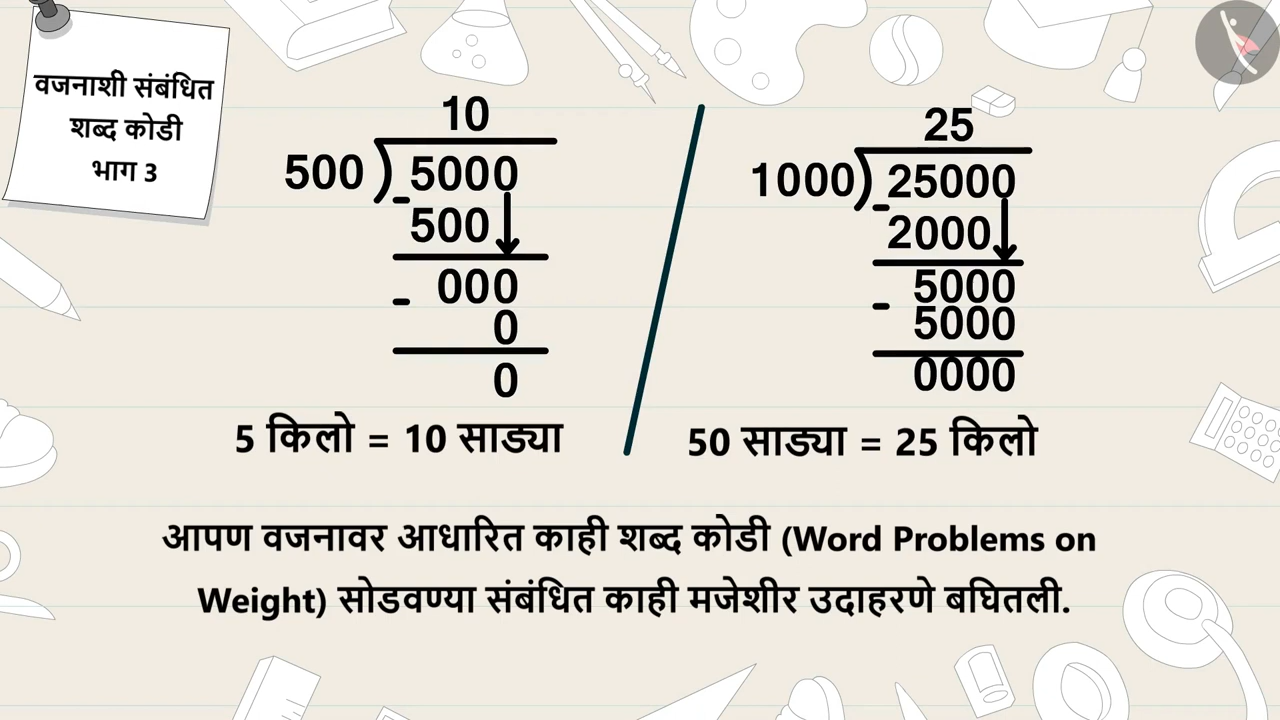 वजनाशी संबंधित
शब्द कोडी
भाग 3
10
500) 5000
- 500
- 000
0
0
5 किलो = 10 साड्या
25
1000) 25000
- 2000
5000
- 5000
0000
50 साड्या = 25 किलो
आपण वजनावर आधारित काही शब्द कोडी (Word Problems on
Weight) सोडवण्या संबंधित काही मजेशीर उदाहरणे बघितली.